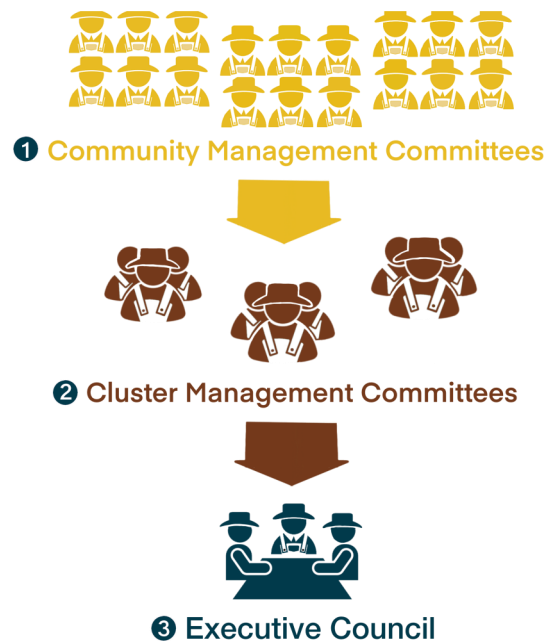 ❶ Community Management Committees
❷ Cluster Management Committees
❸ Executive Council